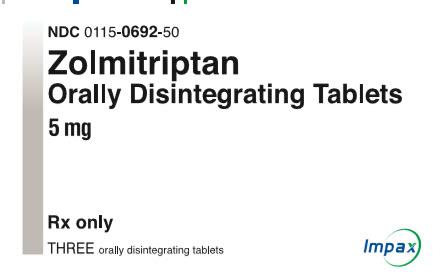 NDC 0115-0692-50
Zolmitriptan
Orally Disintegrating Tablets
5 mg
Rx only
THREE orally disintegrating tablets
Impax